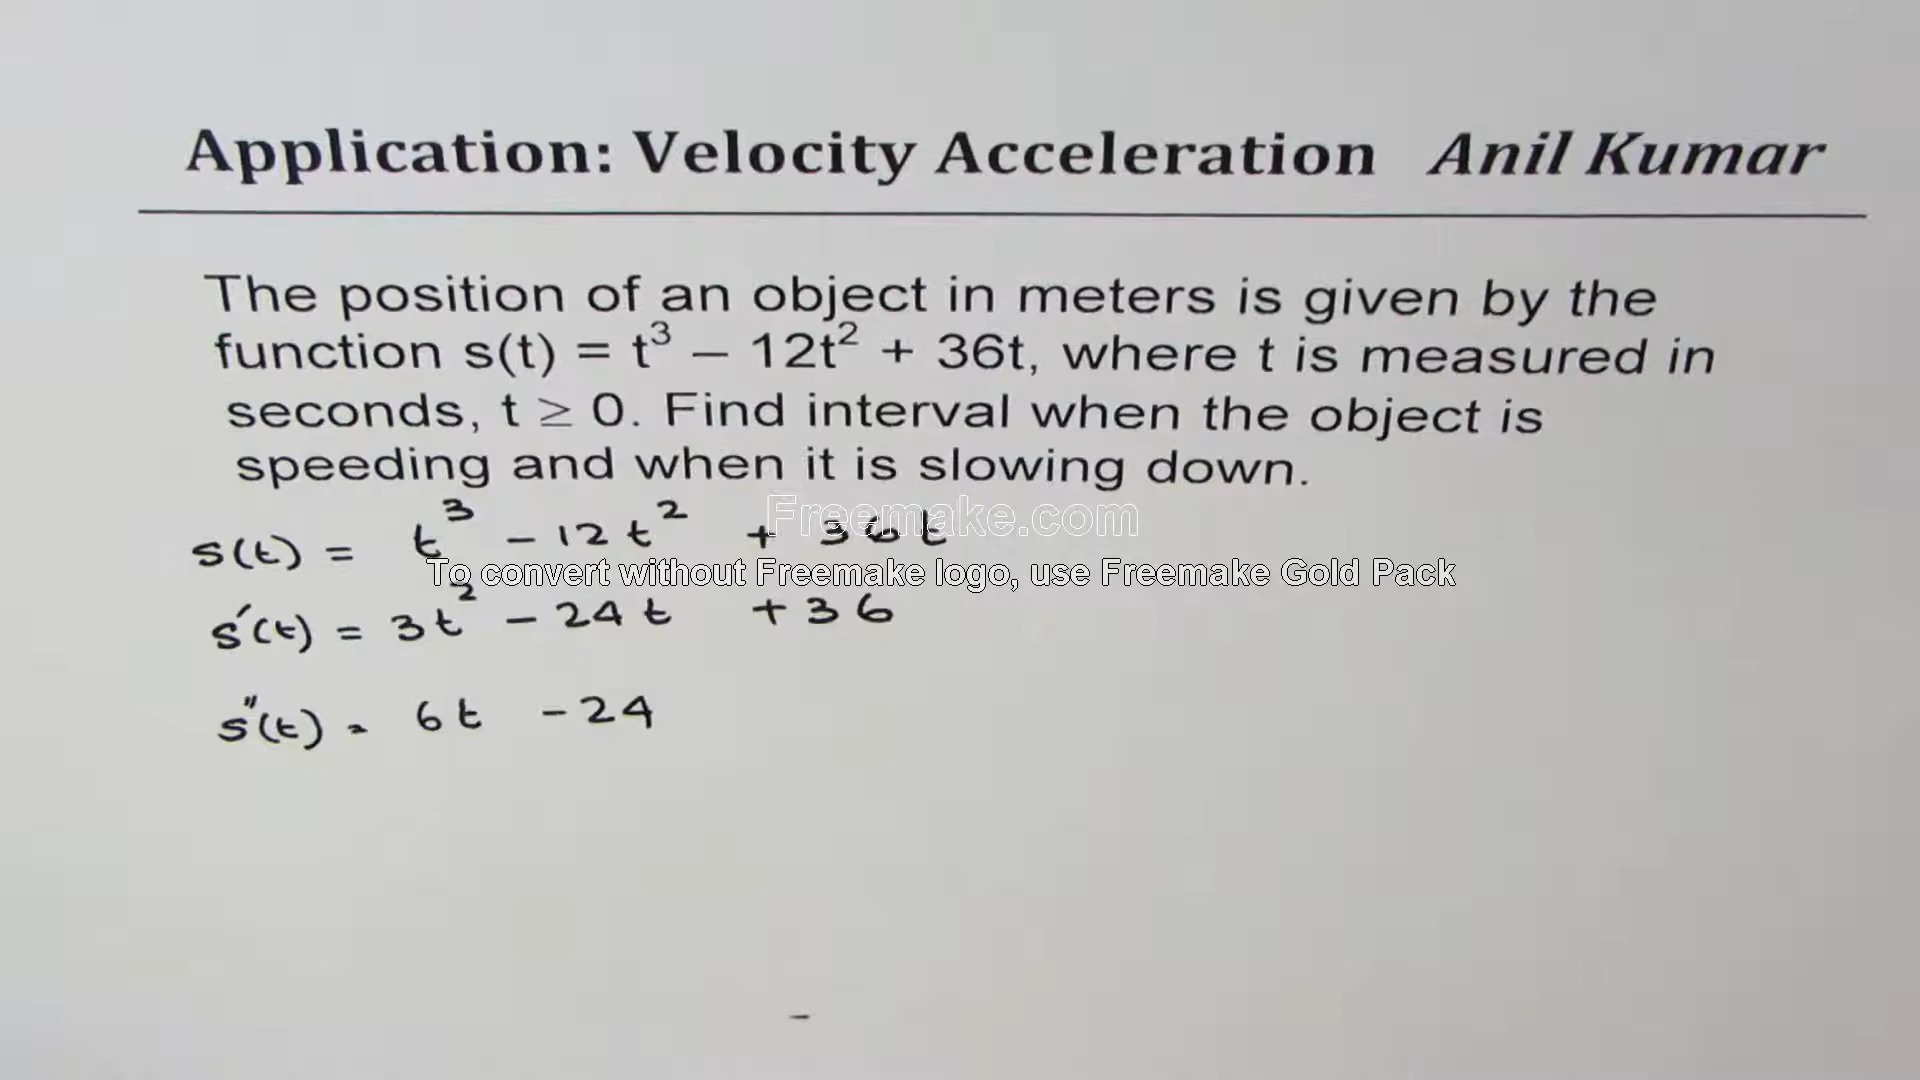 Application: Velocity Acceleration Anil Kumar
The position of an object in meters is given by the
function s(t) = t³ – 12t² + 36t, where t is measured in
seconds, t ≥ 0. Find interval when the object is
speeding and when it is slowing down.
Freemake.com
s(t) = t³ - 12t² + 36t
To convert without Freemake logo, use Freemake Gold Pack
s'(t) = 3t² - 24t + 36
s"(t) = 6t - 24